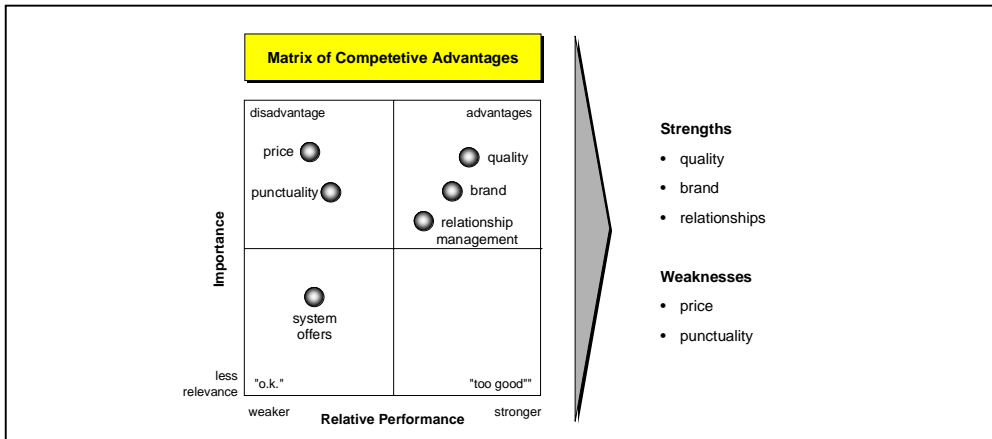 Matrix of Competetive Advantages
disadvantage
advantages
price
quality
punctuality
brand
relationship
management
system
offers
Importance
less
relevance
"o.k."
"too good""
weaker
Relative Performance
stronger
Strengths
• quality
• brand
• relationships
Weaknesses
• price
• punctuality